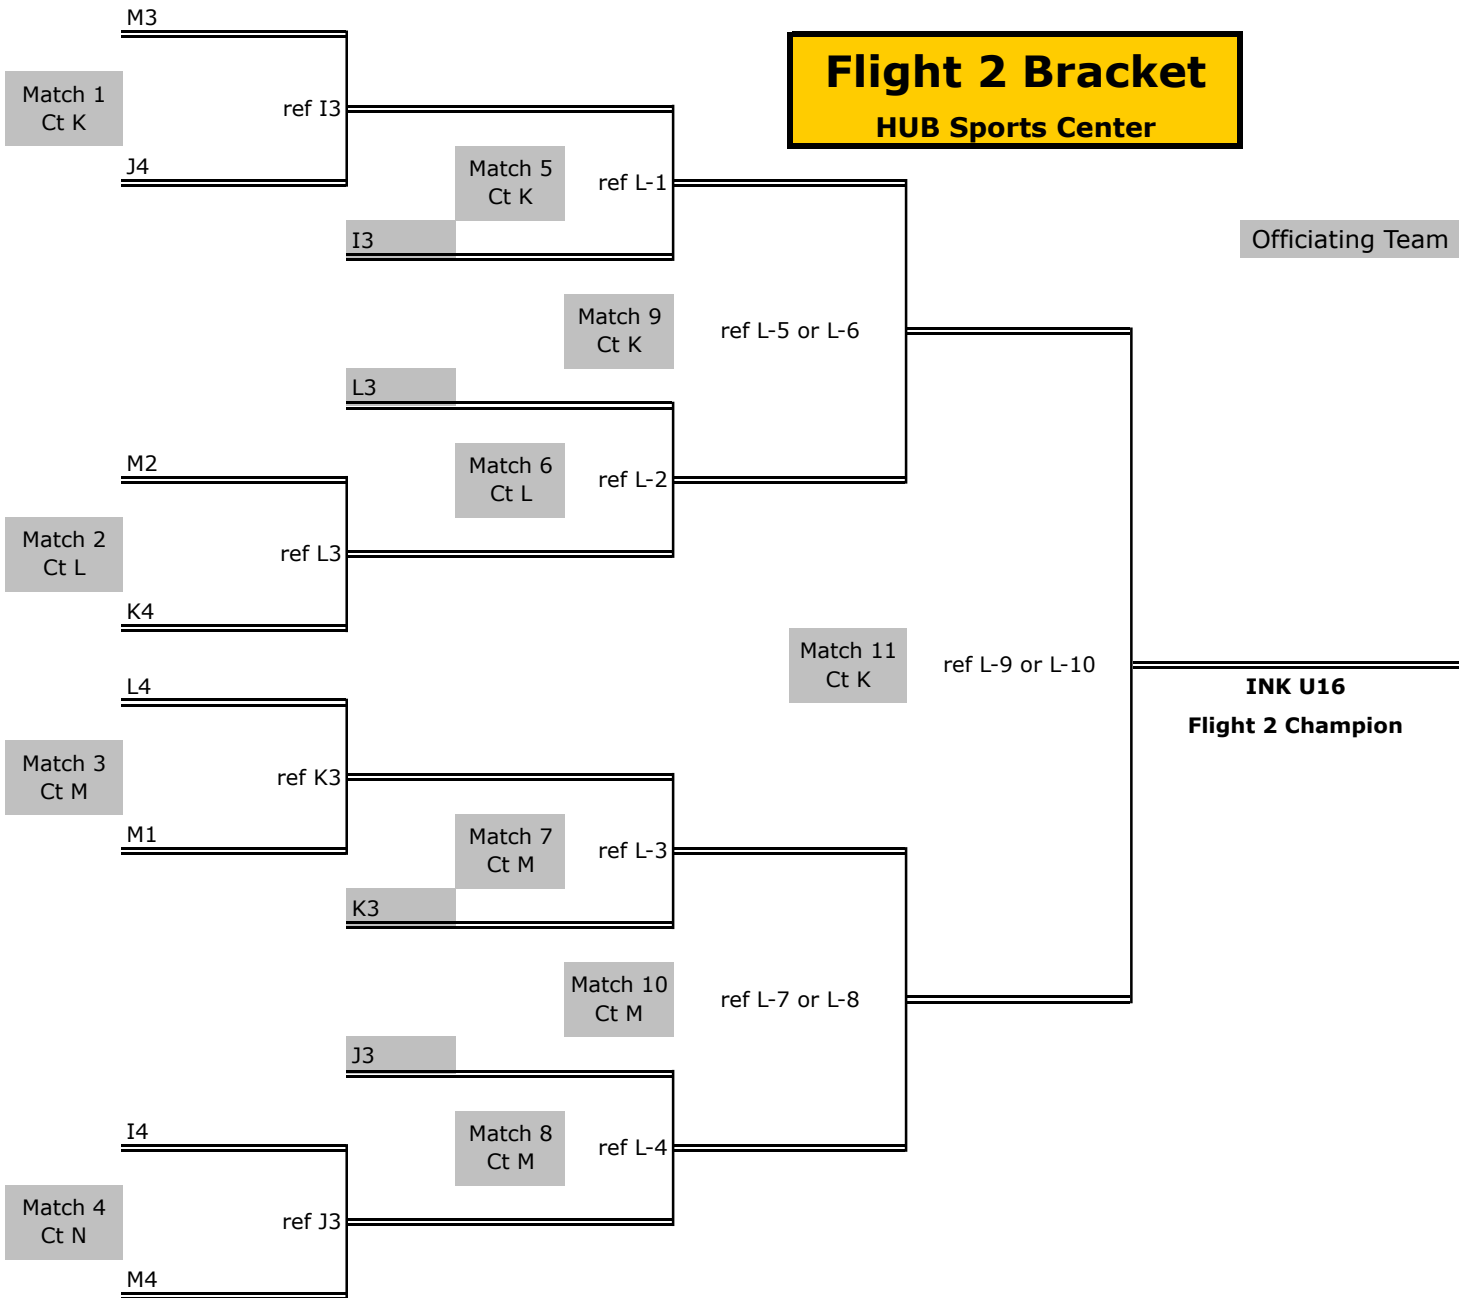 M3
Flight 2 Bracket
HUB Sports Center
Match 1
Ct K
ref I3
J4
Match 5
Ct K
ref L-1
I3
Officiating Team
Match 9
Ct K
ref L-5 or L-6
L3
M2
Match 6
Ct L
ref L-2
Match 2
Ct L
ref L3
K4
Match 11
Ct K
ref L-9 or L-10
L4
INK U16
Flight 2 Champion
Match 3
Ct M
ref K3
M1
Match 7
Ct M
ref L-3
K3
Match 10
Ct M
ref L-7 or L-8
J3
I4
Match 8
Ct M
ref L-4
Match 4
Ct N
ref J3
M4